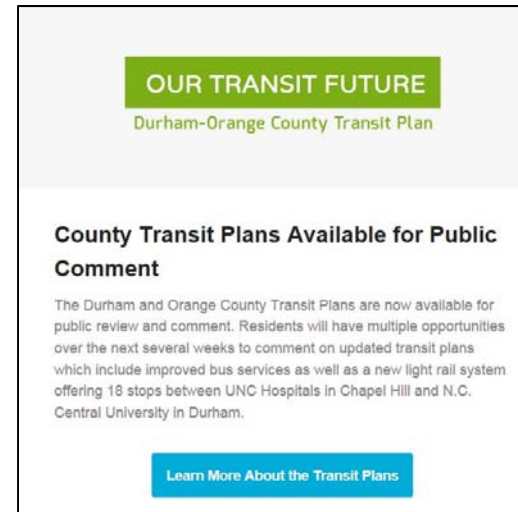 OUR TRANSIT FUTURE
Durham-Orange County Transit Plan
County Transit Plans Available for Public
Comment
The Durham and Orange County Transit Plans are now available for
public review and comment. Residents will have multiple opportunities
over the next several weeks to comment on updated transit plans
which include improved bus services as well as a new light rail system
offering 18 stops between UNC Hospitals in Chapel Hill and N.C.
Central University in Durham.
Learn More About the Transit Plans